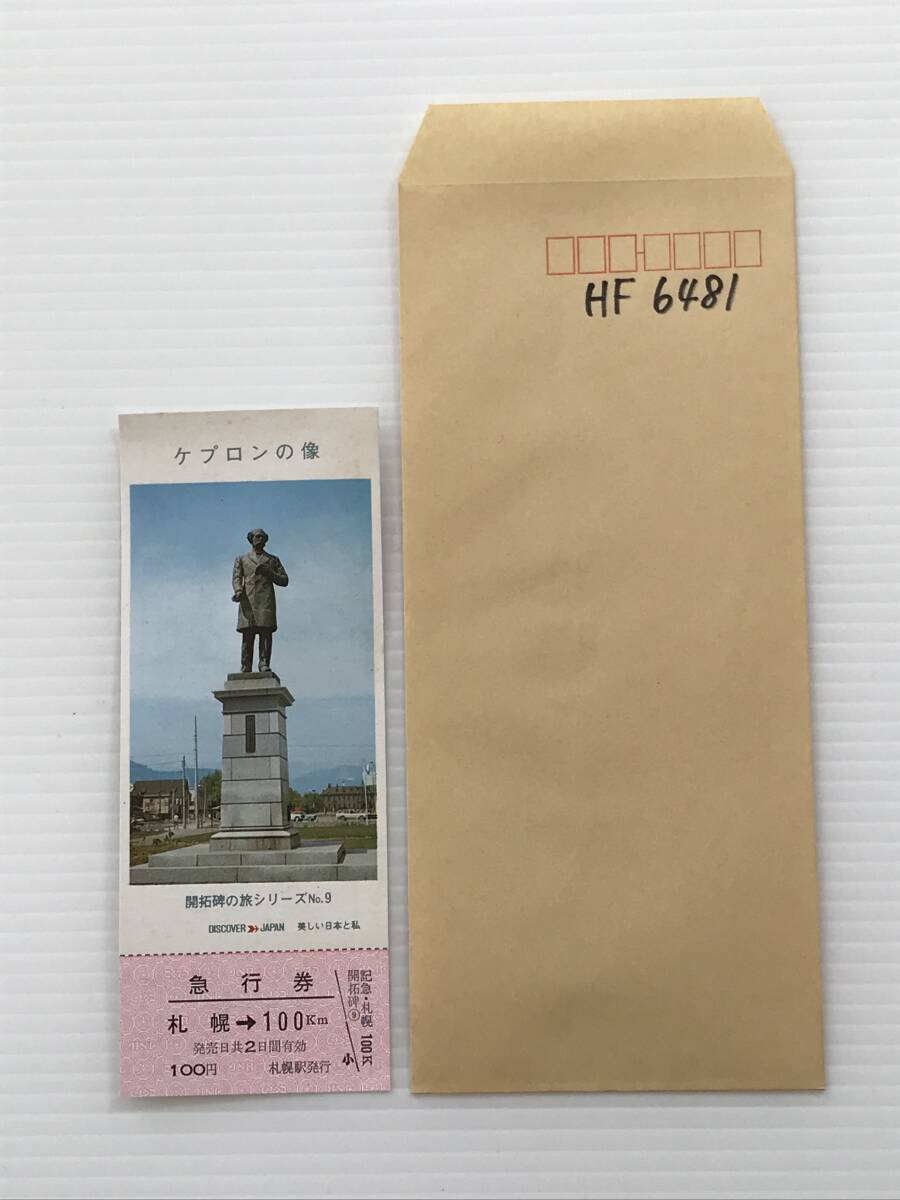 HF 6481
ケプロンの像
開拓碑の旅シリーズNo.9
DISCOVER JAPAN 美しい日本と私
急行券
札幌→100Km
発売日共2日間有効
100円 札幌駅発行
記急・札幌 100K
開拓碑⑨
小